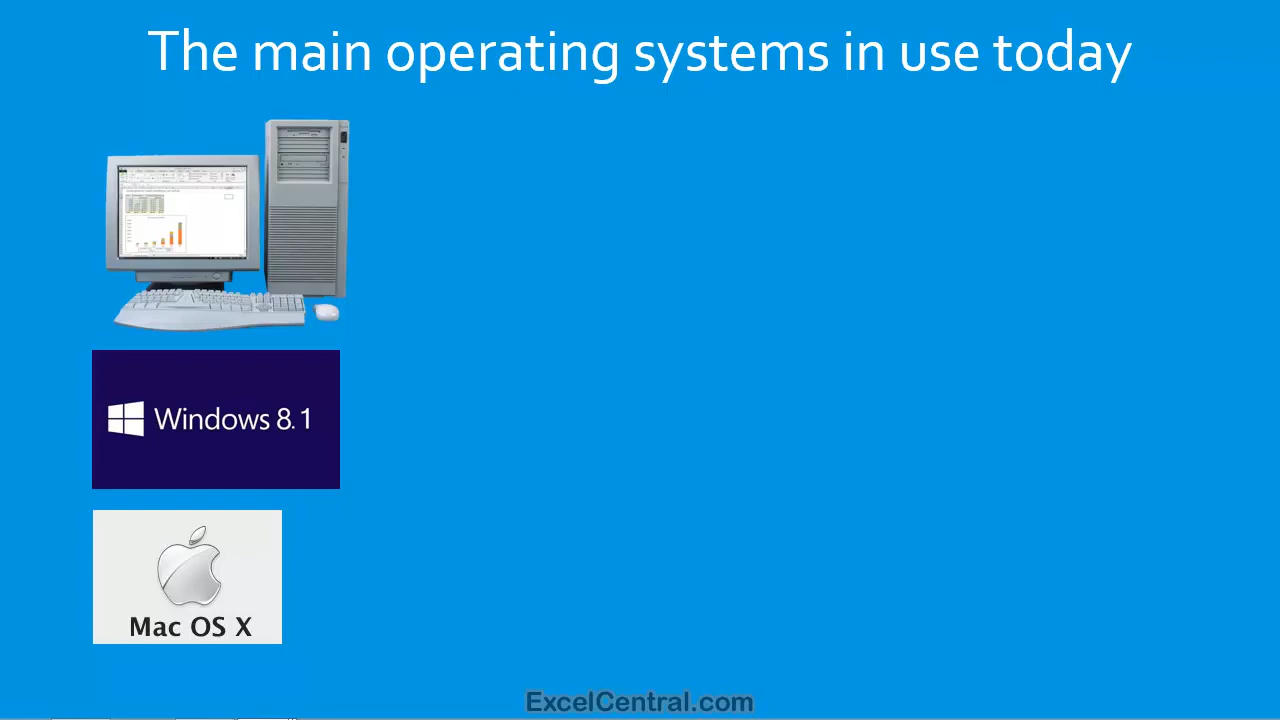 The main operating systems in use today
Windows 8.1
Mac OS X
ExcelCentral.com